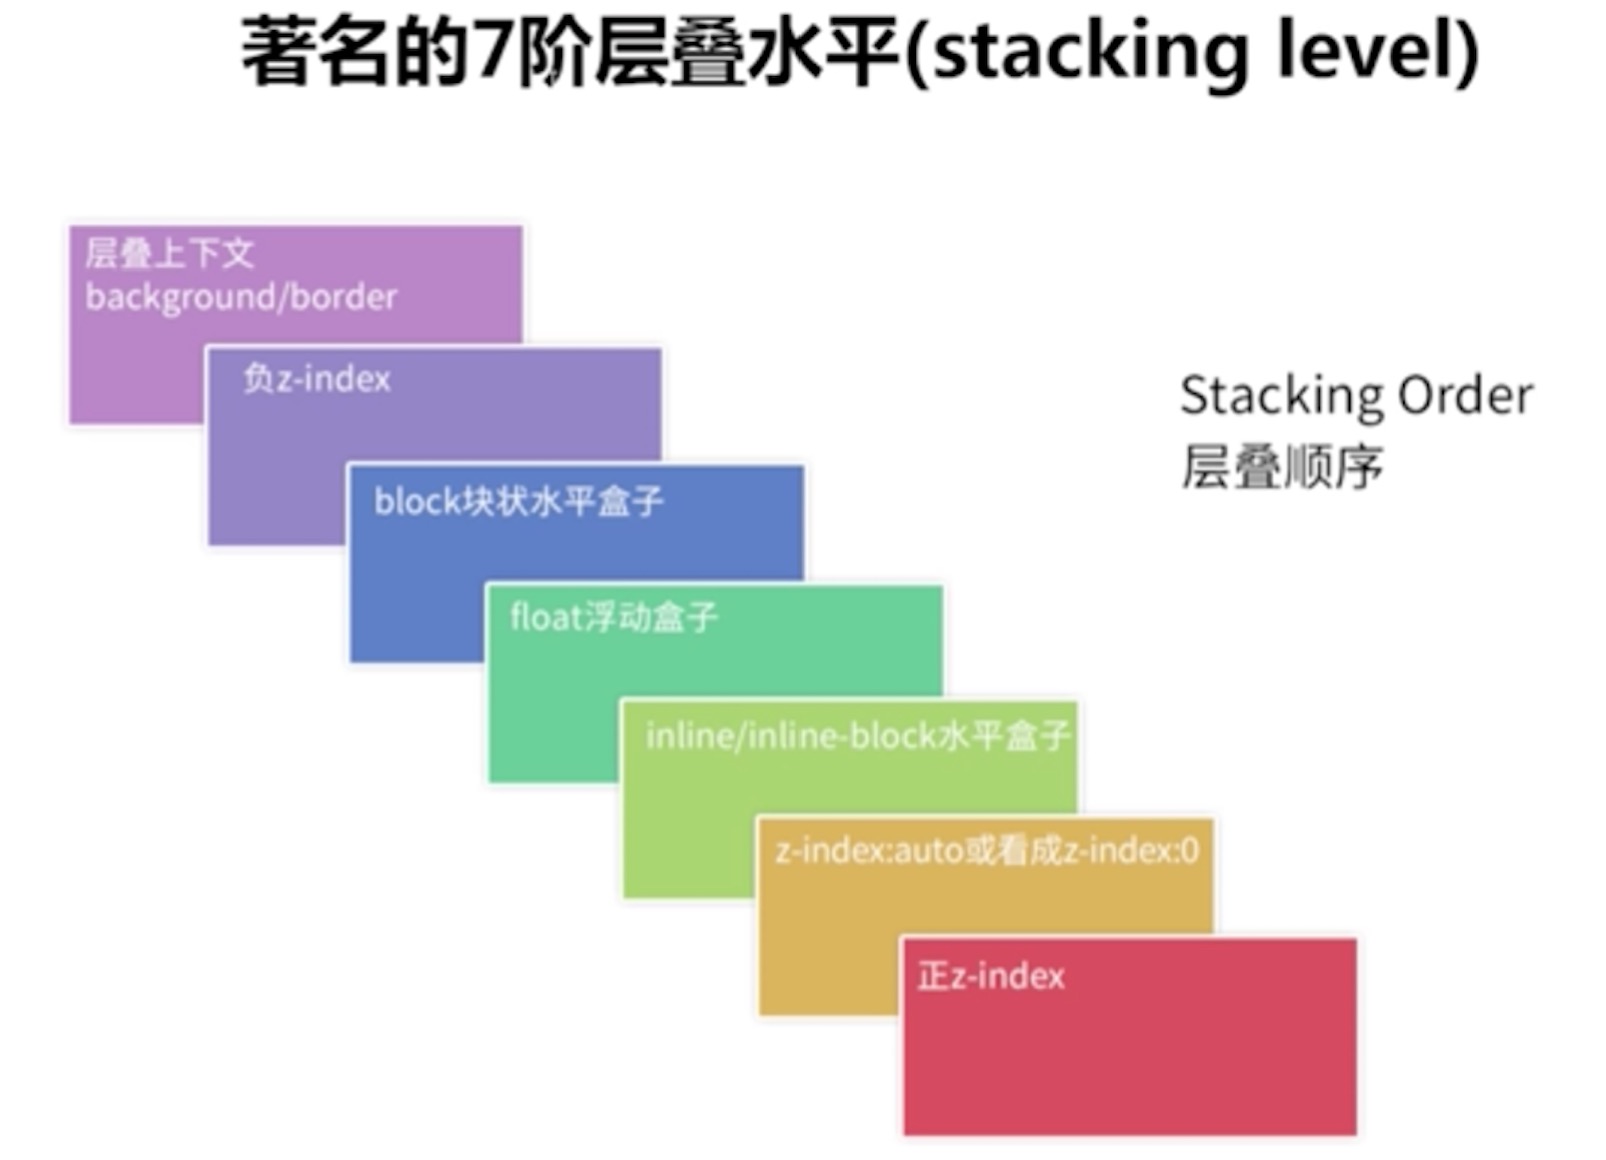 著名的7阶层叠水平(stacking level)
层叠上下文
background/border
负z-index
block块状水平盒子
Stacking Order
层叠顺序
float浮动盒子
inline/inline-block水平盒子
z-index:auto或看成z-index:0
正z-index